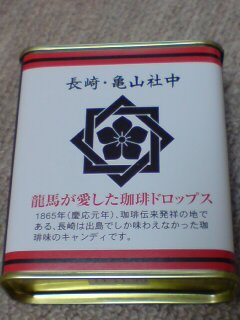 長崎・亀山社中
龍馬が愛した珈琲ドロップス
1865年(慶応元年)、珈琲伝来発祥の地で
ある、長崎は出島でしか味わえなかった珈
琲味のキャンディです。